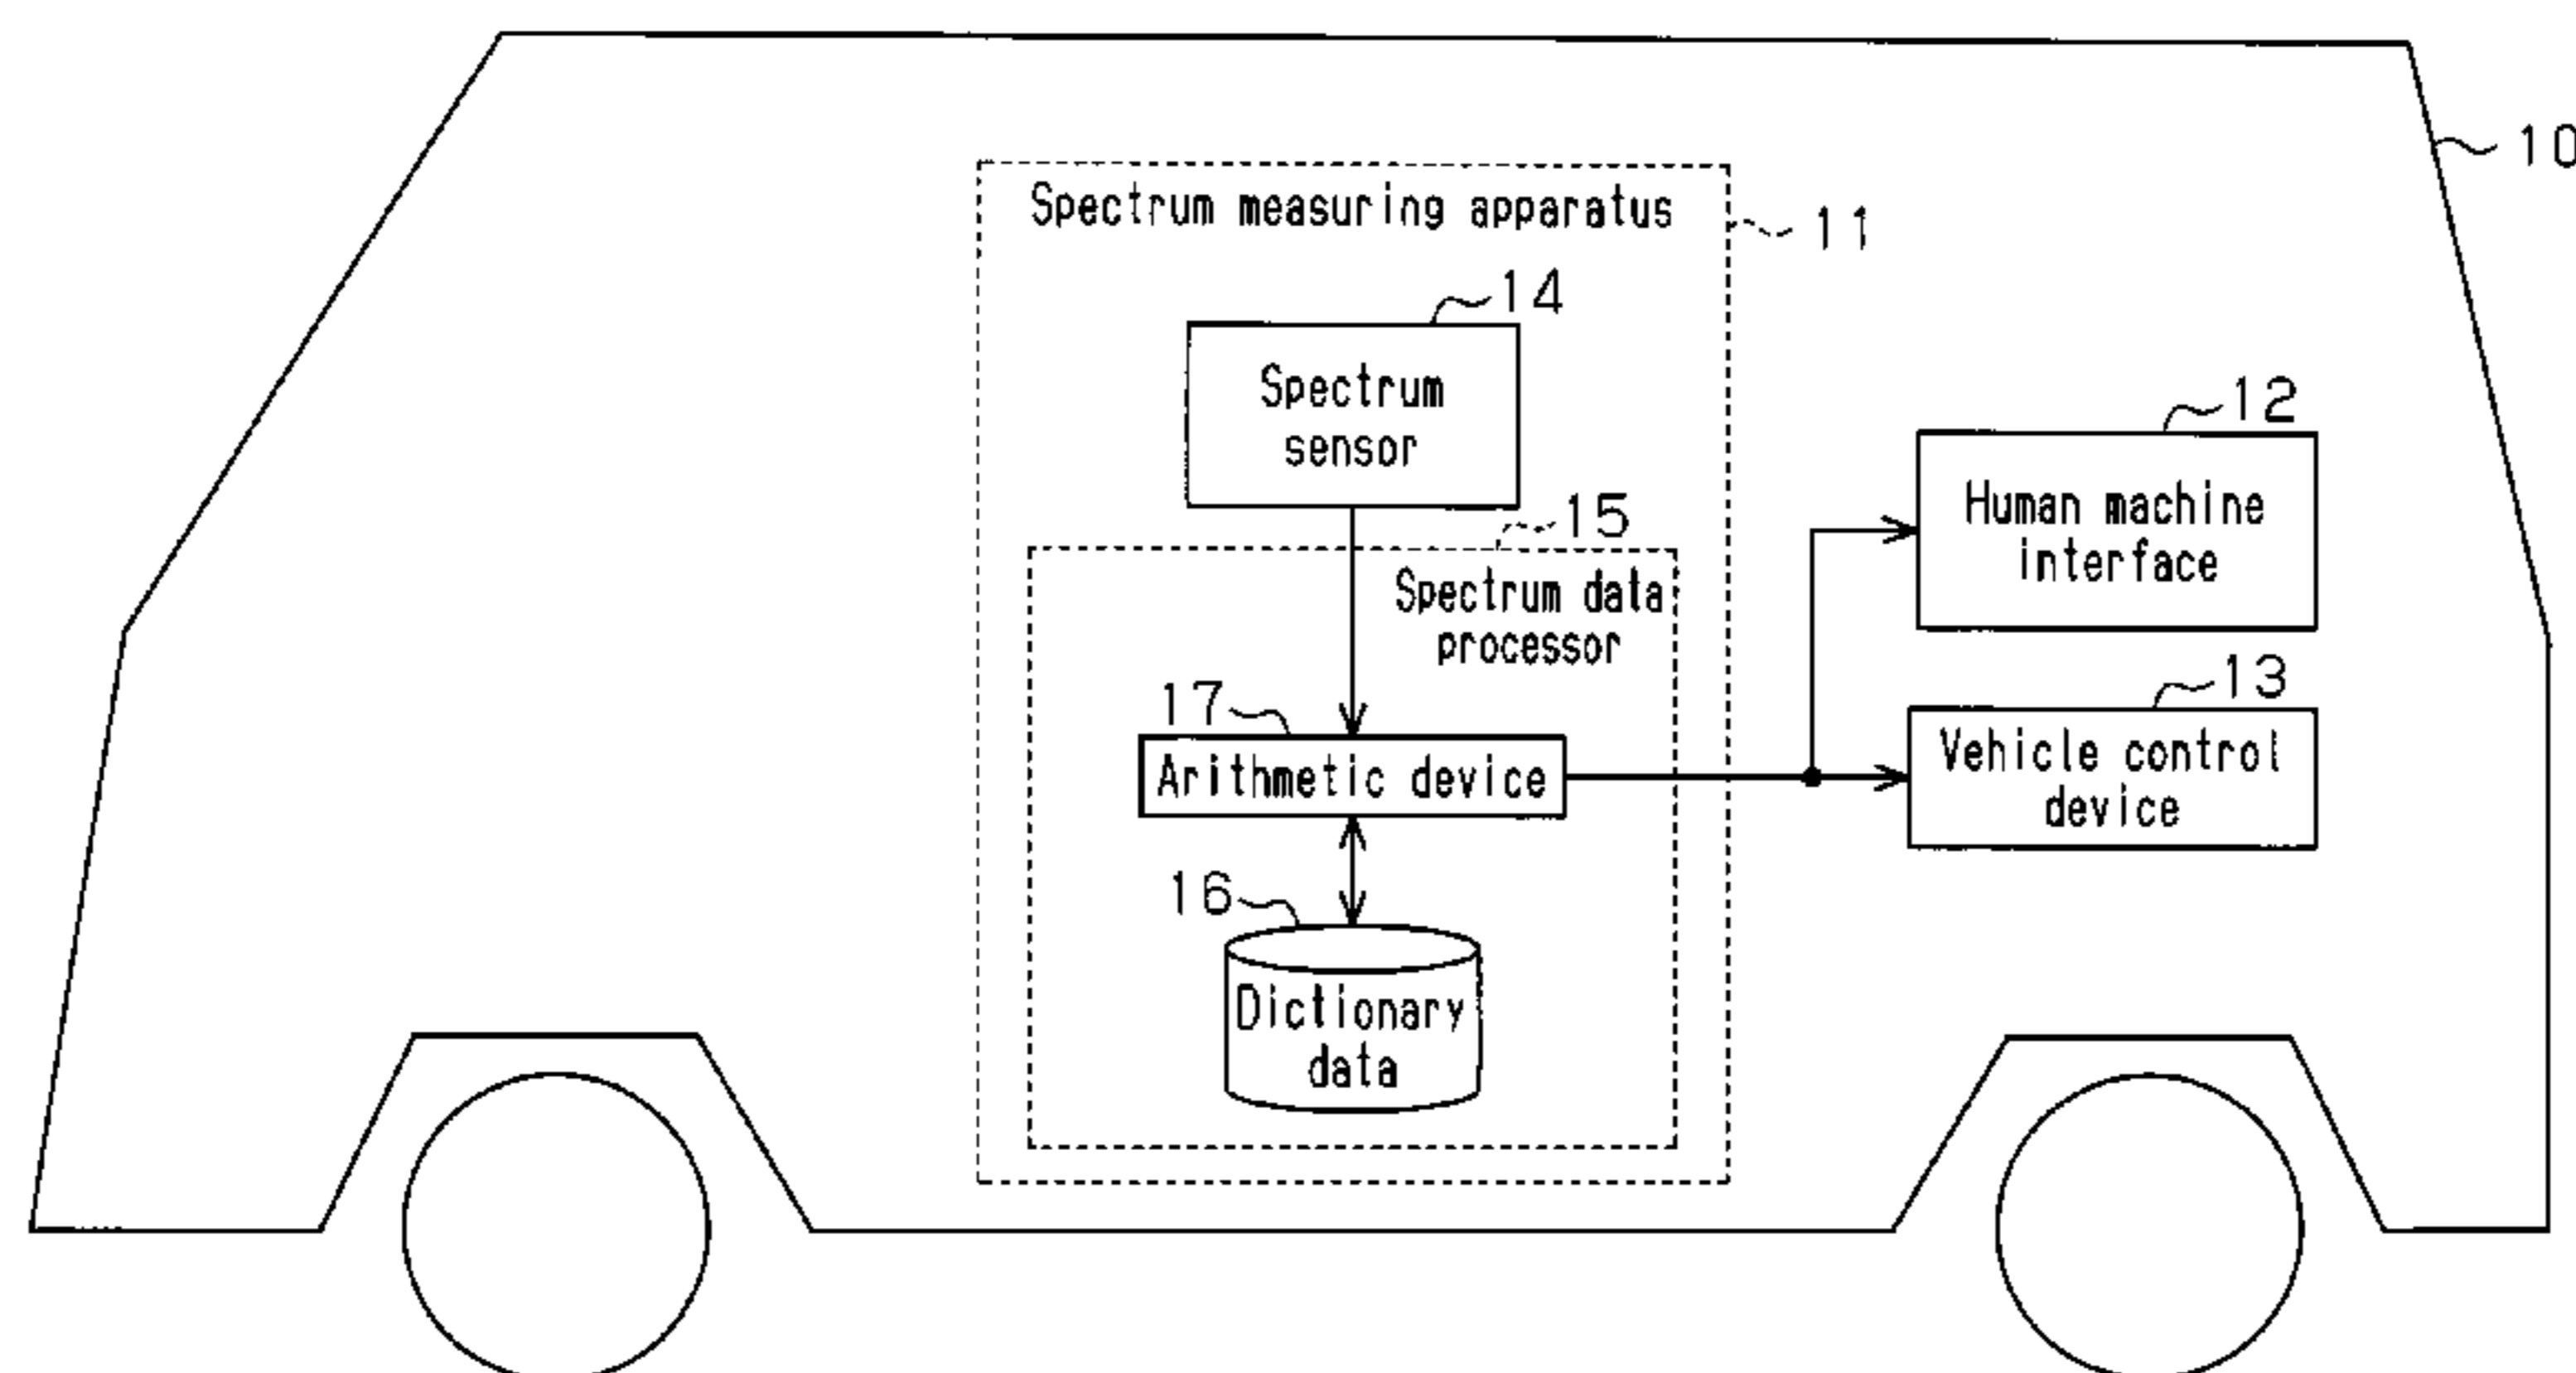 10
Spectrum measuring apparatus
11
14
Spectrum
sensor
12
Human machine
interface
15
Spectrum data
processor
13
Vehicle control
device
17
Arithmetic device
16
Dictionary
data